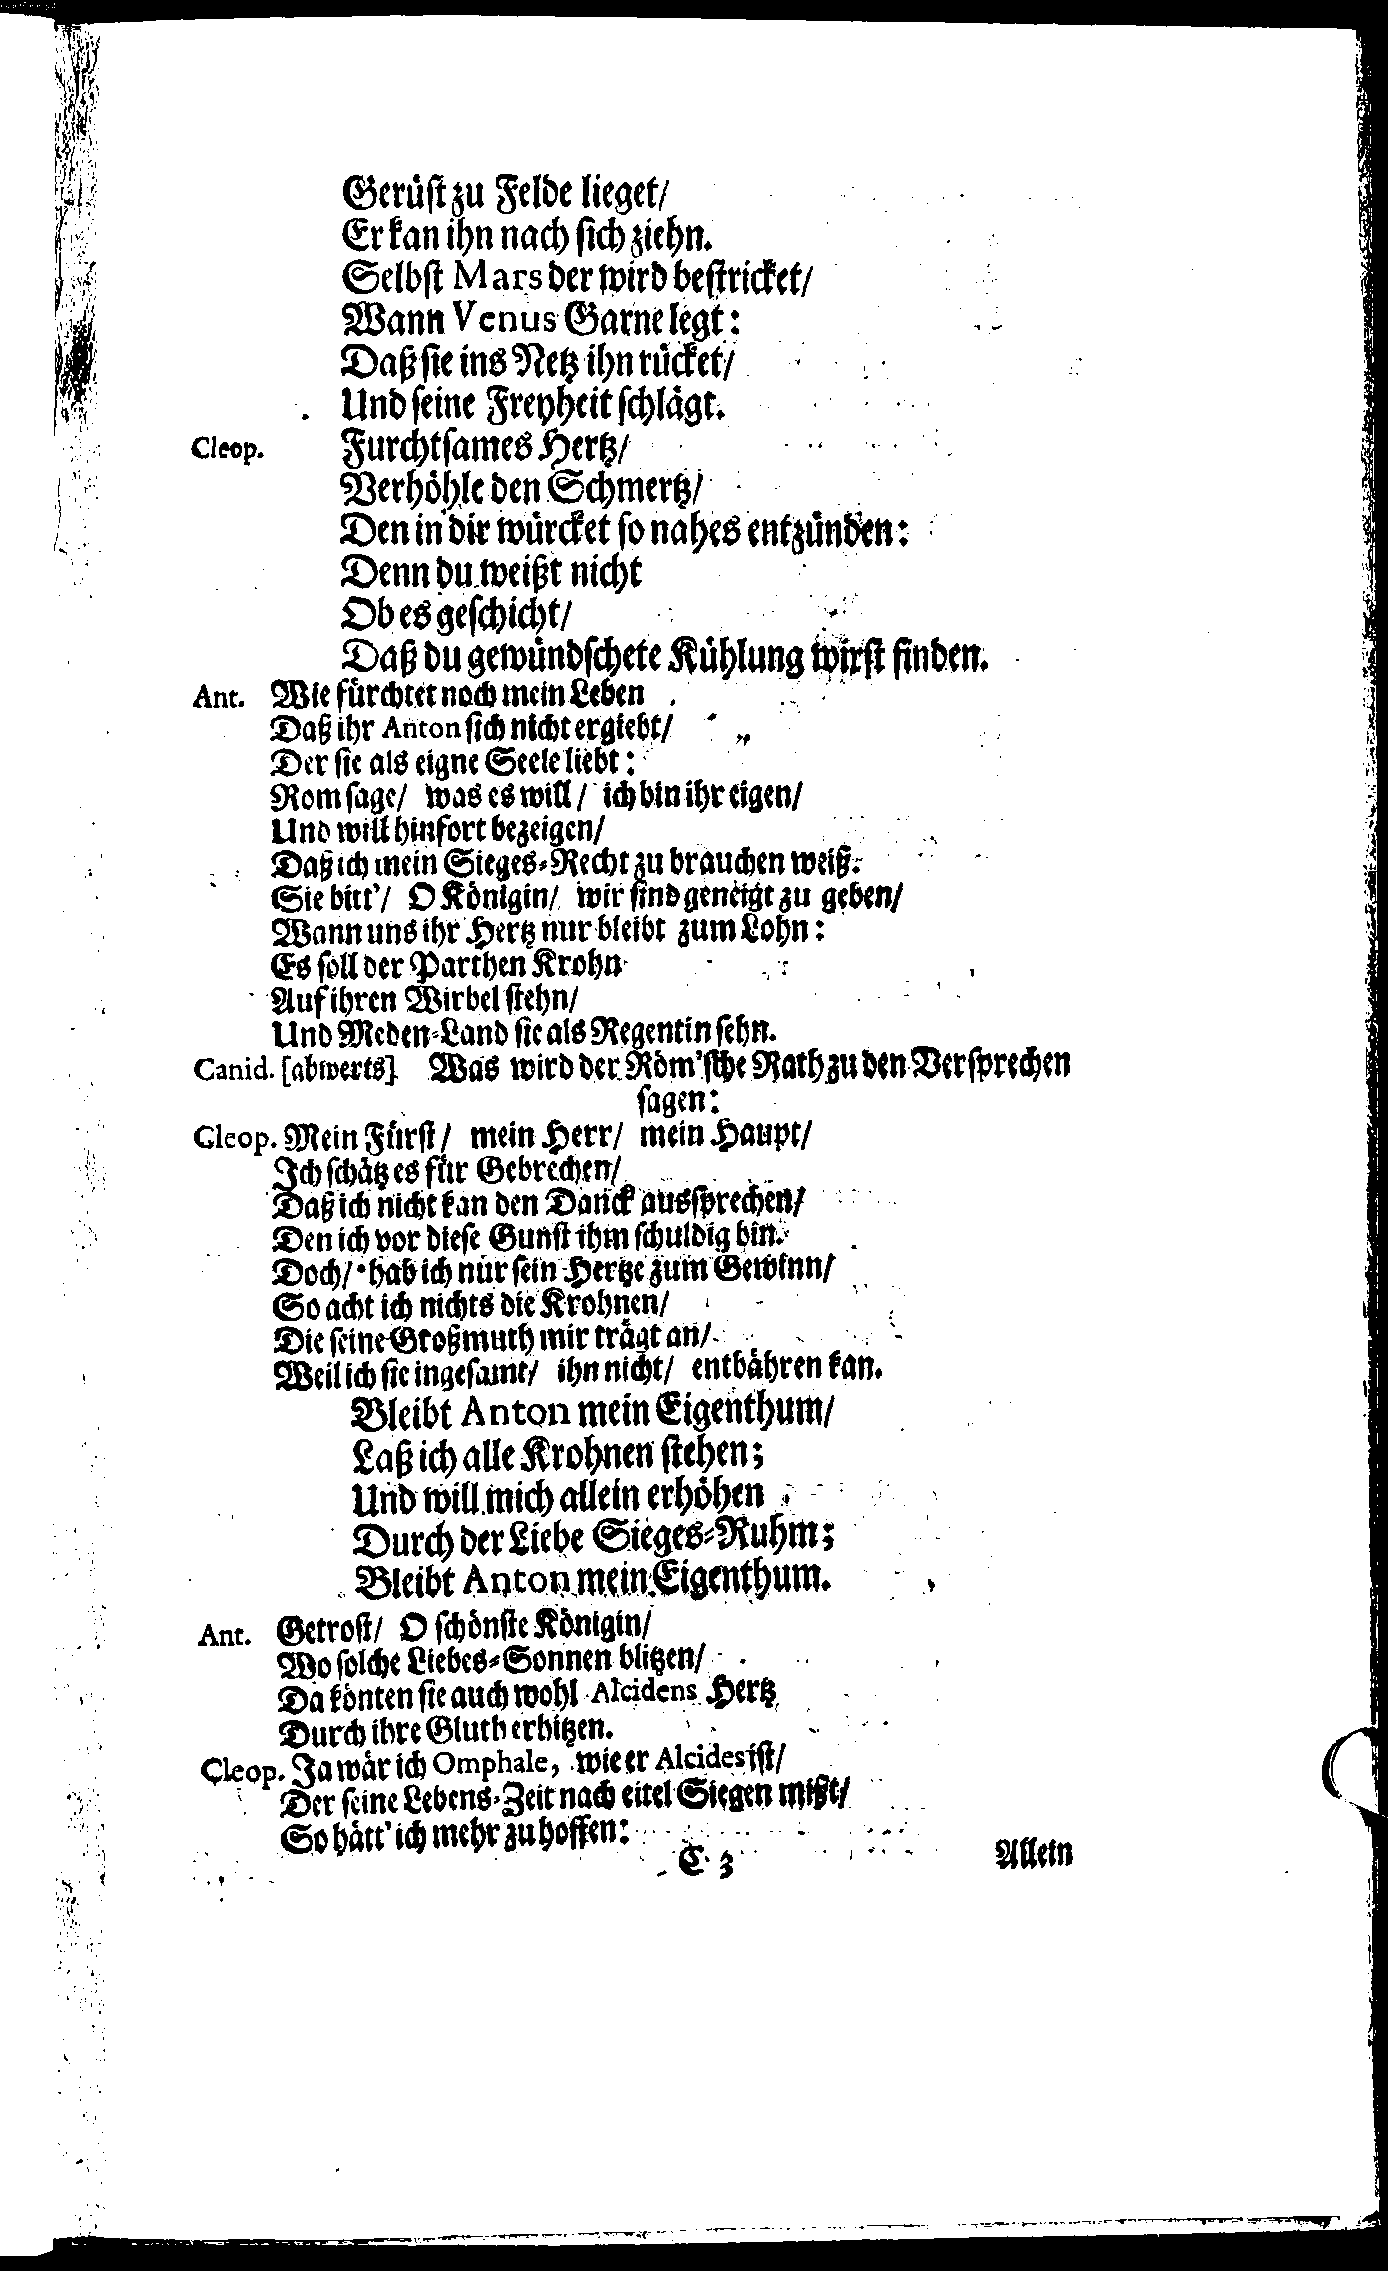 Gerüst zu Felde lieget/
Er kan ihn nach sich ziehn.
Selbst Mars der wird bestricket/
Wann Venus Garne legt:
Daß sie ins Netz ihn rücket/
Und seine Freyheit schlägt.
Cleop. Furchtsames Hertz/
Verhöhle den Schmertz/
Den in dir würcket so nahes entzünden:
Denn du weißt nicht
Ob es geschicht/
Daß du gewündschete Kühlung wirst finden.
Ant. Wie fürchtet noch mein Leben
Daß ihr Anton sich nicht ergiebt/
Der sie als eigne Seele liebt:
Rom sage/ was es will/ ich bin ihr eigen/
Und will hinfort bezeigen/
Daß ich mein Sieges-Recht zu brauchen weiß.
Sie bitt'/ O Königin/ wir sind geneigt zu geben/
Wann uns ihr Hertz nur bleibt zum Lohn:
Es soll der Parthen Krohn
Auf ihren Wirbel stehn/
Und Meden-Land sie als Regentin sehn.
Canid. [abwerts] Was wird der Röm'sche Rath zu den Versprechen
sagen:
Cleop. Mein Fürst/ mein Herr/ mein Haupt/
Ich schätz es für Gebrechen/
Daß ich nicht kan den Danck aussprechen/
Den ich vor diese Gunst ihm schuldig bin.
Doch/ hab ich nur sein Hertze zum Gewinn/
So acht ich nichts die Krohnen/
Die seine Großmuth mir trägt an/
Weil ich sie ingesamt/ ihn nicht/ entbähren kan.
Bleibt Anton mein Eigenthum/
Laß ich alle Krohnen stehen;
Und will mich allein erhöhen
Durch der Liebe Sieges-Ruhm;
Bleibt Anton mein Eigenthum.
Ant. Getrost/ O schönste Königin/
Wo solche Liebes-Sonnen blitzen/
Da könten sie auch wohl Alcidens Hertz
Durch ihre Gluth erhitzen.
Cleop. Ja wär ich Omphale, wie er Alcides ist/
Der seine Lebens-Zeit nach eitel Siegen mißt/
So hätt' ich mehr zu hoffen:
C 3 Allein